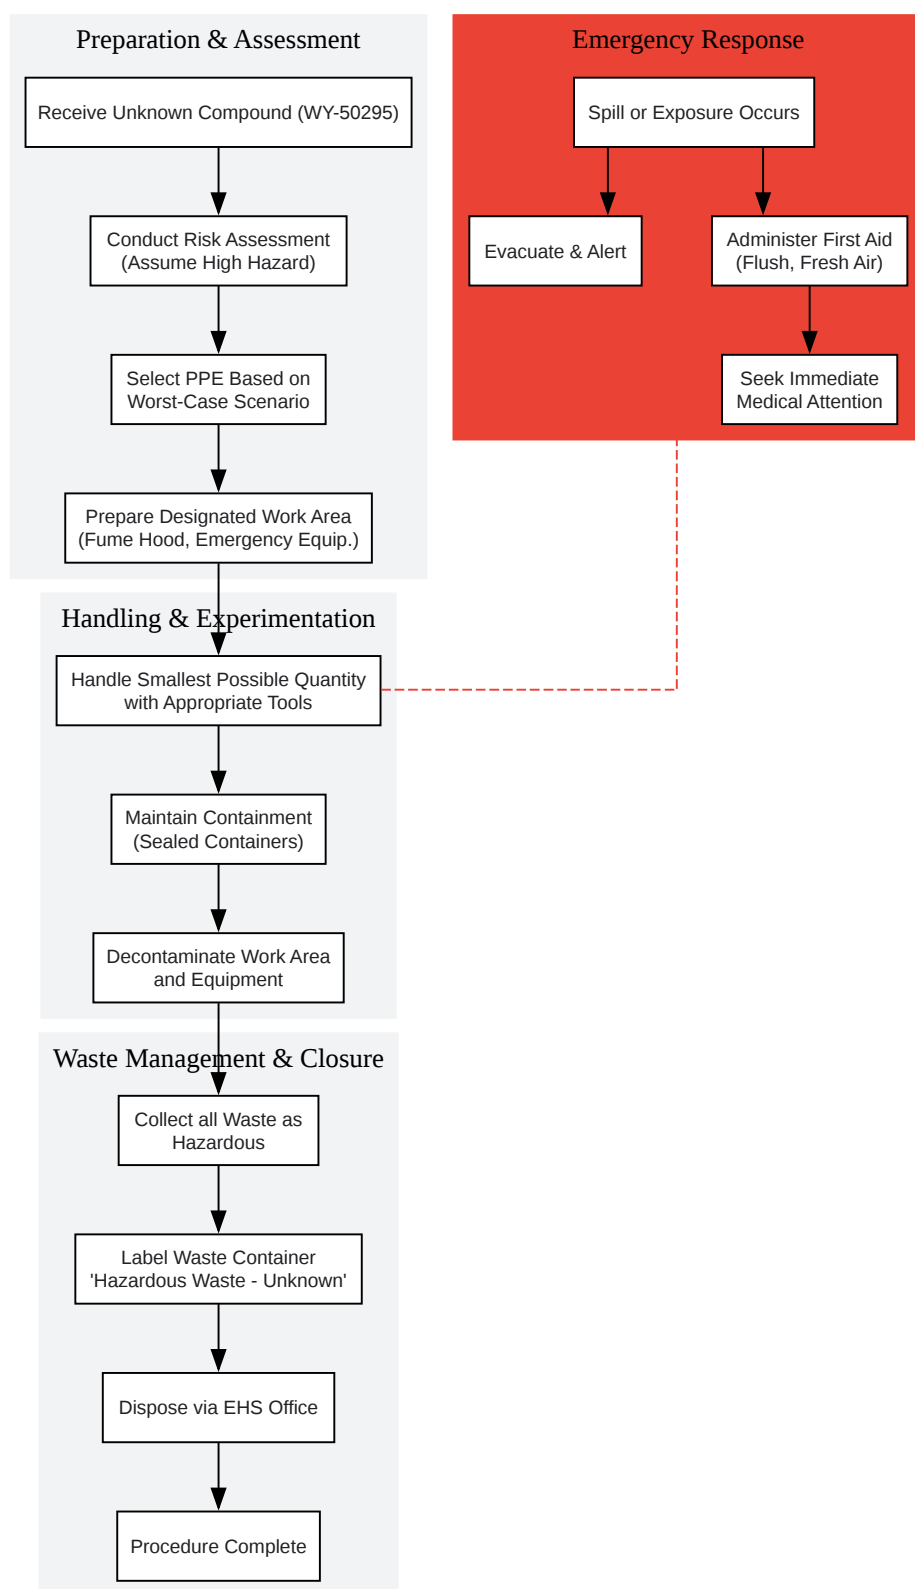 Preparation & Assessment
Receive Unknown Compound (WY-50295)
Conduct Risk Assessment
(Assume High Hazard)
Select PPE Based on
Worst-Case Scenario
Prepare Designated Work Area
(Fume Hood, Emergency Equip.)
Handling & Experimentation
Handle Smallest Possible Quantity
with Appropriate Tools
Maintain Containment
(Sealed Containers)
Decontaminate Work Area
and Equipment
Waste Management & Closure
Collect all Waste as
Hazardous
Label Waste Container
'Hazardous Waste - Unknown'
Dispose via EHS Office
Procedure Complete
Emergency Response
Spill or Exposure Occurs
Evacuate & Alert
Administer First Aid
(Flush, Fresh Air)
Seek Immediate
Medical Attention